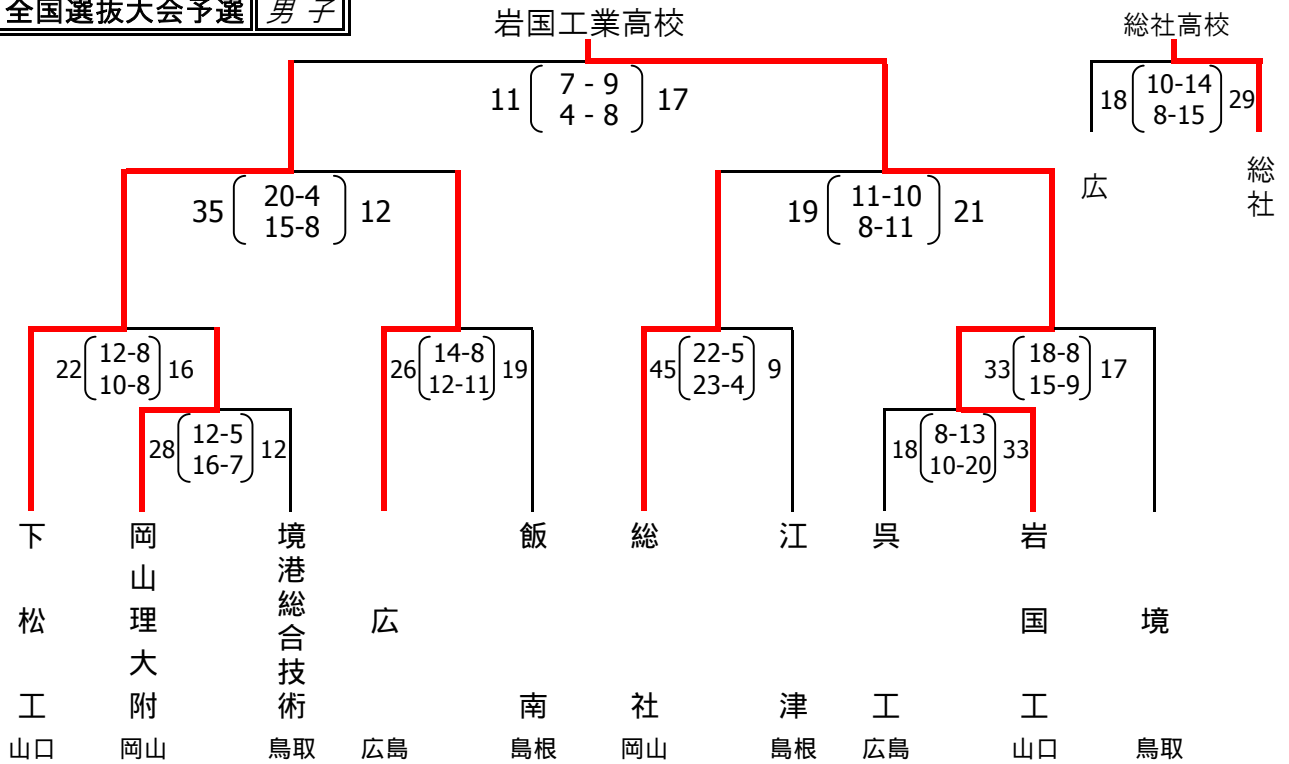 全国選抜大会予選 男 子
岩国工業高校
総社高校
11 7 - 9 17
4 - 8
18 10-14 29
8-15
広
総社
35 20-4 12
15-8
19 11-10 21
8-11
22 12-8 16
10-8
26 14-8 19
12-11
45 22-5 9
23-4
33 18-8 17
15-9
28 12-5 12
16-7
18 8-13 33
10-20
下松工
岡山理大附
境港総合技術
広
飯南
総社
江津
呉工
岩国工
境
山口 岡山 鳥取 広島 島根 岡山 島根 広島 山口 鳥取